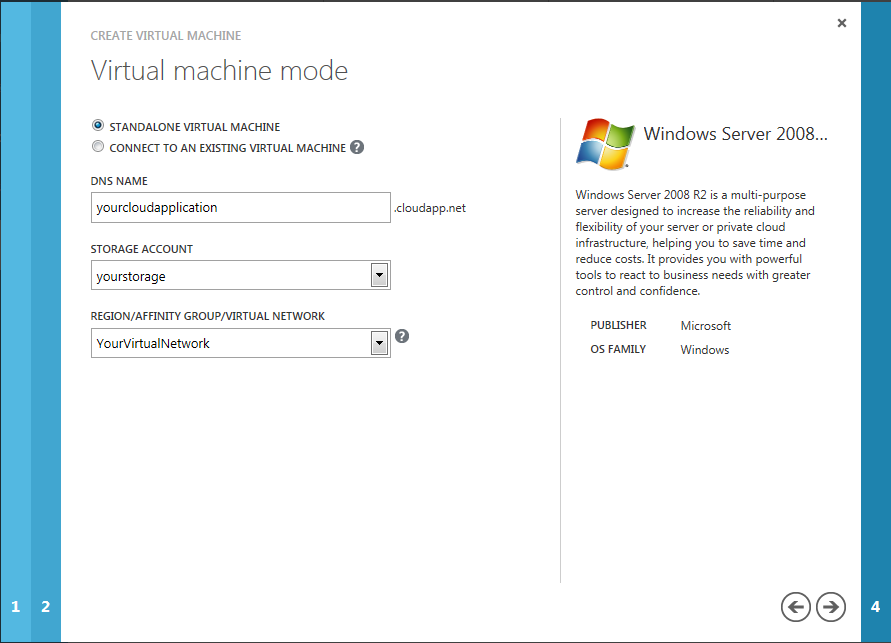 CREATE VIRTUAL MACHINE
Virtual machine mode
STANDALONE VIRTUAL MACHINE
CONNECT TO AN EXISTING VIRTUAL MACHINE ?
DNS NAME
yourcloudapplication .cloudapp.net
STORAGE ACCOUNT
yourstorage
REGION/AFFINITY GROUP/VIRTUAL NETWORK
YourVirtualNetwork ?
Windows Server 2008...
Windows Server 2008 R2 is a multi-purpose
server designed to increase the reliability and
flexibility of your server or private cloud
infrastructure, helping you to save time and
reduce costs. It provides you with powerful
tools to react to business needs with greater
control and confidence.
PUBLISHER Microsoft
OS FAMILY Windows
1 2 4